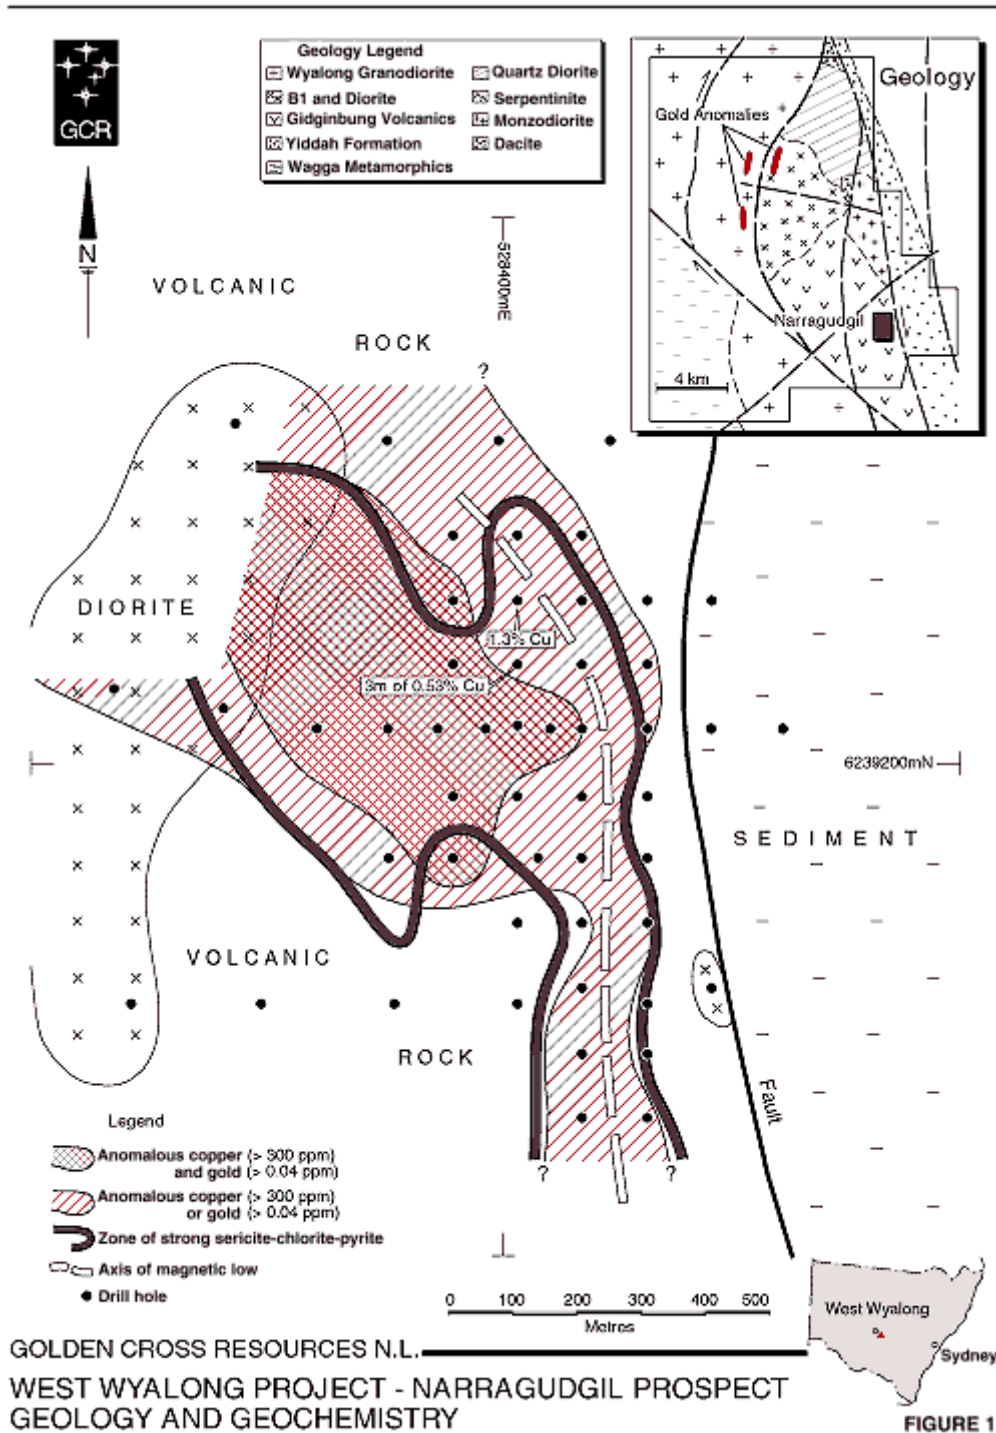 GCR
N
Geology Legend
Wyalong Granodiorite
B1 and Diorite
Gidginbung Volcanics
Yiddah Formation
Wagga Metamorphics
Quartz Diorite
Serpentinite
Monzodiorite
Dacite
Geology
Gold Anomalies
Narragudgil
4 km
528400mE
VOLCANIC
ROCK
?
DIORITE
1.3% Cu
3m of 0.53% Cu
6239200mN
SEDIMENT
VOLCANIC
ROCK
Fault
?
?
Legend
Anomalous copper (> 300 ppm)
and gold (> 0.04 ppm)
Anomalous copper (> 300 ppm)
or gold (> 0.04 ppm)
Zone of strong sericite-chlorite-pyrite
Axis of magnetic low
Drill hole
0 100 200 300 400 500
Metres
West Wyalong
Sydney
GOLDEN CROSS RESOURCES N.L.
WEST WYALONG PROJECT - NARRAGUDGIL PROSPECT
GEOLOGY AND GEOCHEMISTRY
FIGURE 1